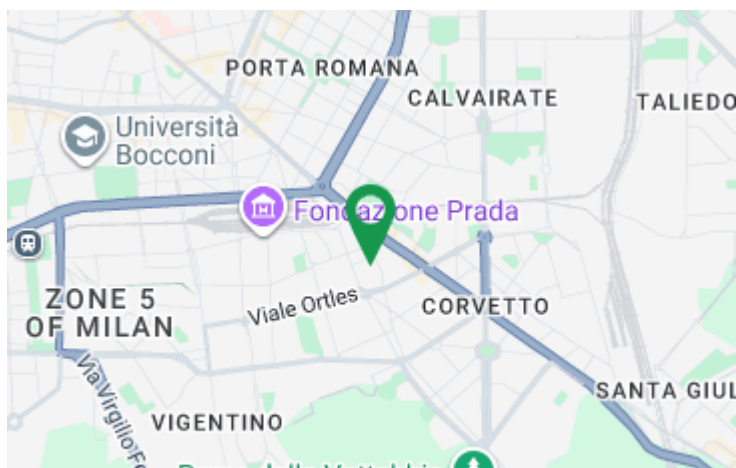 PORTA ROMANA
CALVAIRATE
TALIEDO
Università
Bocconi
Fondazione Prada
ZONE 5
OF MILAN
Viale Ortles
CORVETTO
Via Virgilio Fe
SANTA GIUL
VIGENTINO